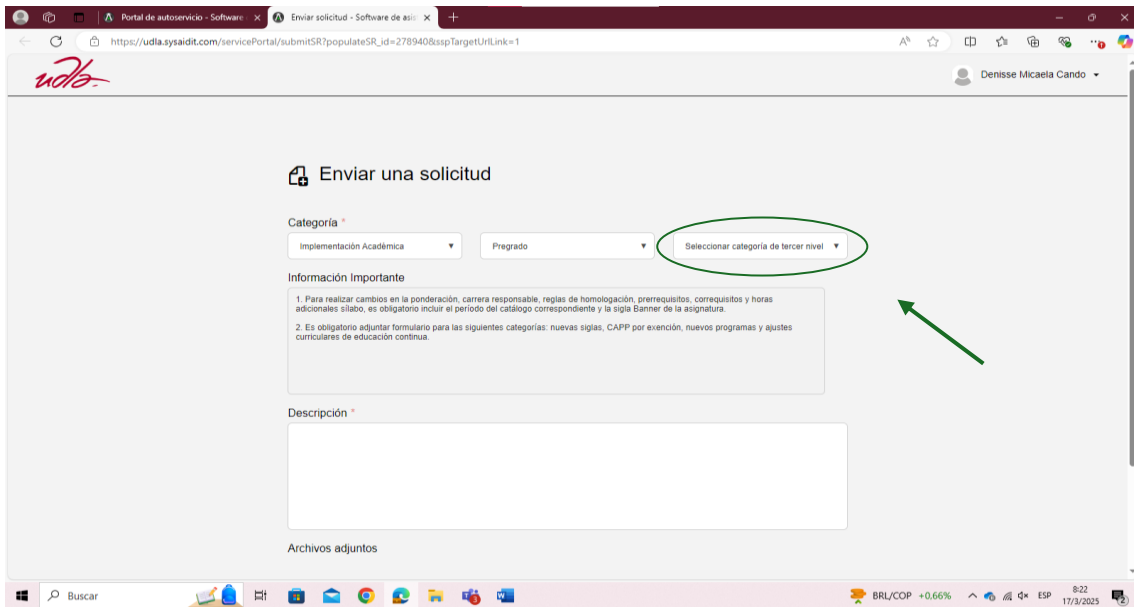 Portal de autoservicio - Software
Enviar solicitud - Software de asis
https://udla.sysaidit.com/servicePortal/submitSR?populateSR_id=278940&sspTargetUrlLink=1
udla-
Denisse Micaela Cando
Enviar una solicitud
Categoría *
Implementación Académica
Pregrado
Seleccionar categoría de tercer nivel
Información Importante
1. Para realizar cambios en la ponderación, carrera responsable, reglas de homologación, prerrequisitos, correquisitos y horas
adicionales sílabo, es obligatorio incluir el período del catálogo correspondiente y la sigla Banner de la asignatura.
2. Es obligatorio adjuntar formulario para las siguientes categorías: nuevas siglas, CAPP por exención, nuevos programas y ajustes
curriculares de educación continua.
Descripción *
Archivos adjuntos
Buscar
BRL/COP +0.66%
ESP
8:22
17/3/2025